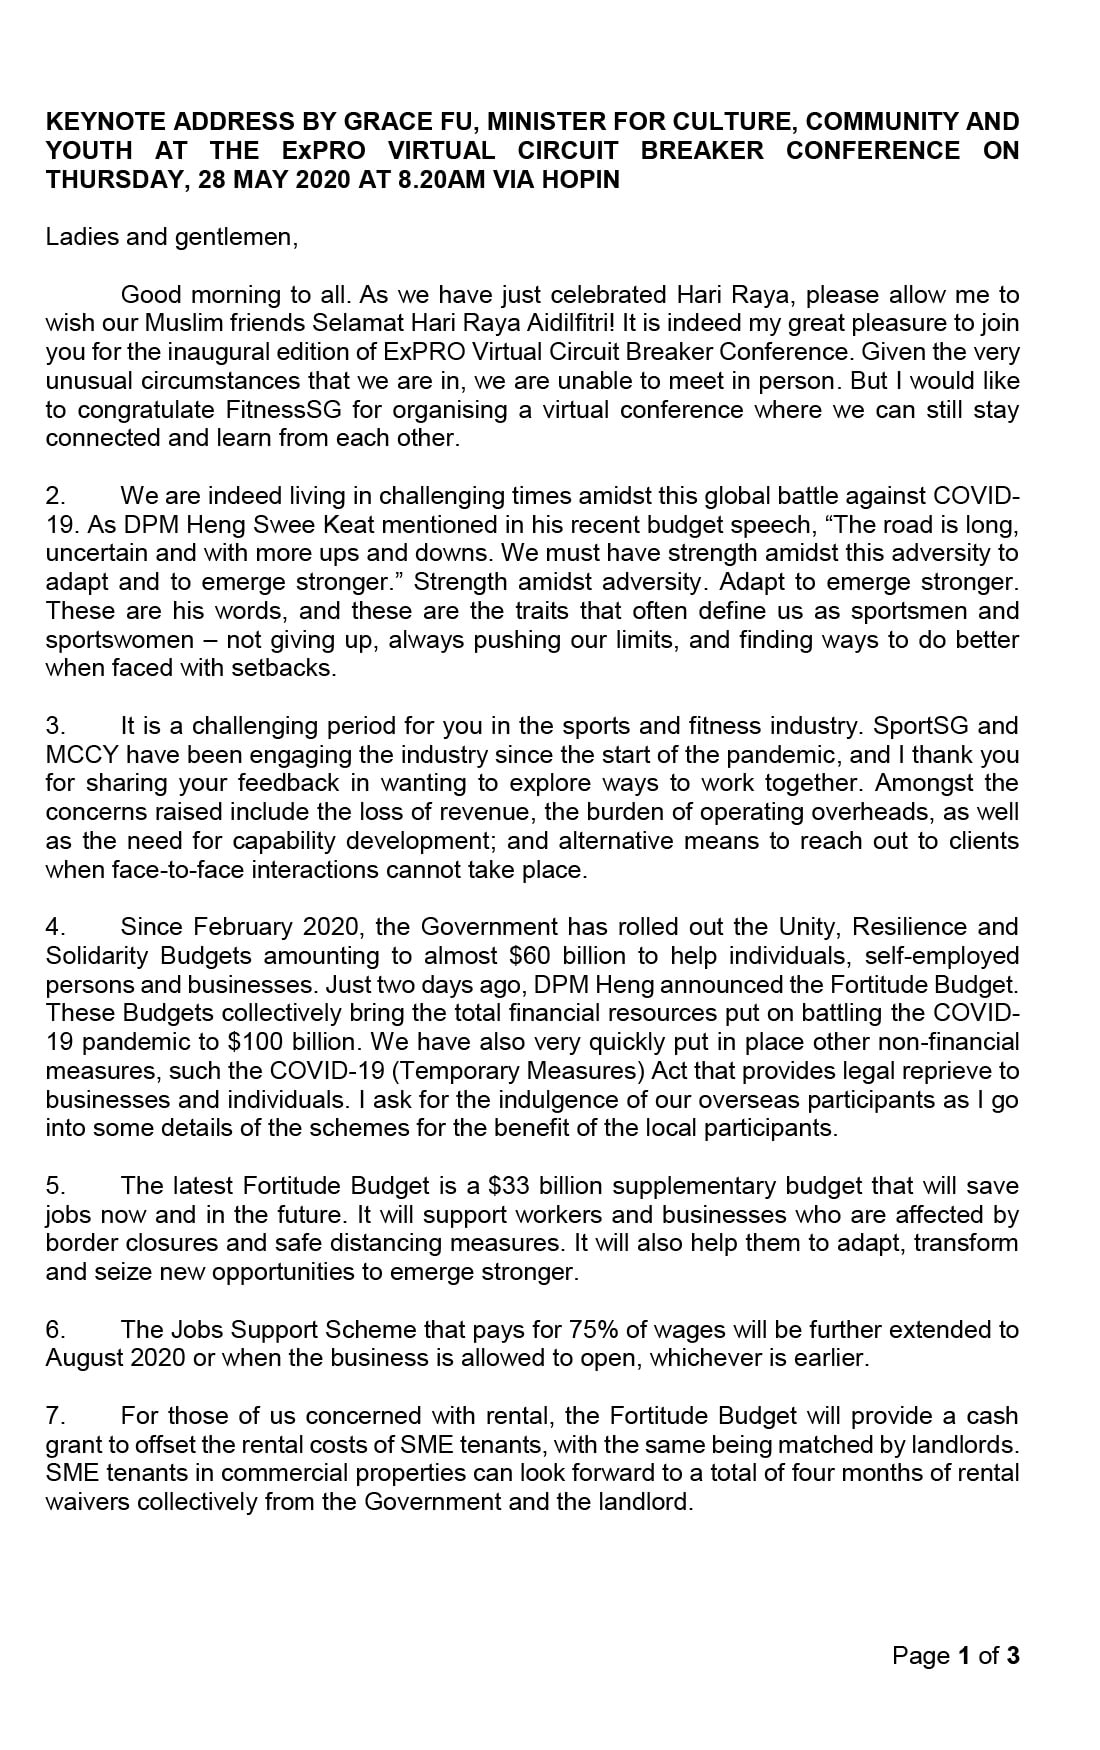 KEYNOTE ADDRESS BY GRACE FU, MINISTER FOR CULTURE, COMMUNITY AND
YOUTH AT THE ExPRO VIRTUAL CIRCUIT BREAKER CONFERENCE ON
THURSDAY, 28 MAY 2020 AT 8.20AM VIA HOPIN
Ladies and gentlemen,
Good morning to all. As we have just celebrated Hari Raya, please allow me to
wish our Muslim friends Selamat Hari Raya Aidilfitri! It is indeed my great pleasure to join
you for the inaugural edition of ExPRO Virtual Circuit Breaker Conference. Given the very
unusual circumstances that we are in, we are unable to meet in person. But I would like
to congratulate FitnessSG for organising a virtual conference where we can still stay
connected and learn from each other.
2. We are indeed living in challenging times amidst this global battle against COVID-
19. As DPM Heng Swee Keat mentioned in his recent budget speech, “The road is long,
uncertain and with more ups and downs. We must have strength amidst this adversity to
adapt and to emerge stronger.” Strength amidst adversity. Adapt to emerge stronger.
These are his words, and these are the traits that often define us as sportsmen and
sportswomen – not giving up, always pushing our limits, and finding ways to do better
when faced with setbacks.
3. It is a challenging period for you in the sports and fitness industry. SportSG and
MCCY have been engaging the industry since the start of the pandemic, and I thank you
for sharing your feedback in wanting to explore ways to work together. Amongst the
concerns raised include the loss of revenue, the burden of operating overheads, as well
as the need for capability development; and alternative means to reach out to clients
when face-to-face interactions cannot take place.
4. Since February 2020, the Government has rolled out the Unity, Resilience and
Solidarity Budgets amounting to almost $60 billion to help individuals, self-employed
persons and businesses. Just two days ago, DPM Heng announced the Fortitude Budget.
These Budgets collectively bring the total financial resources put on battling the COVID-
19 pandemic to $100 billion. We have also very quickly put in place other non-financial
measures, such the COVID-19 (Temporary Measures) Act that provides legal reprieve to
businesses and individuals. I ask for the indulgence of our overseas participants as I go
into some details of the schemes for the benefit of the local participants.
5. The latest Fortitude Budget is a $33 billion supplementary budget that will save
jobs now and in the future. It will support workers and businesses who are affected by
border closures and safe distancing measures. It will also help them to adapt, transform
and seize new opportunities to emerge stronger.
6. The Jobs Support Scheme that pays for 75% of wages will be further extended to
August 2020 or when the business is allowed to open, whichever is earlier.
7. For those of us concerned with rental, the Fortitude Budget will provide a cash
grant to offset the rental costs of SME tenants, with the same being matched by landlords.
SME tenants in commercial properties can look forward to a total of four months of rental
waivers collectively from the Government and the landlord.
Page 1 of 3